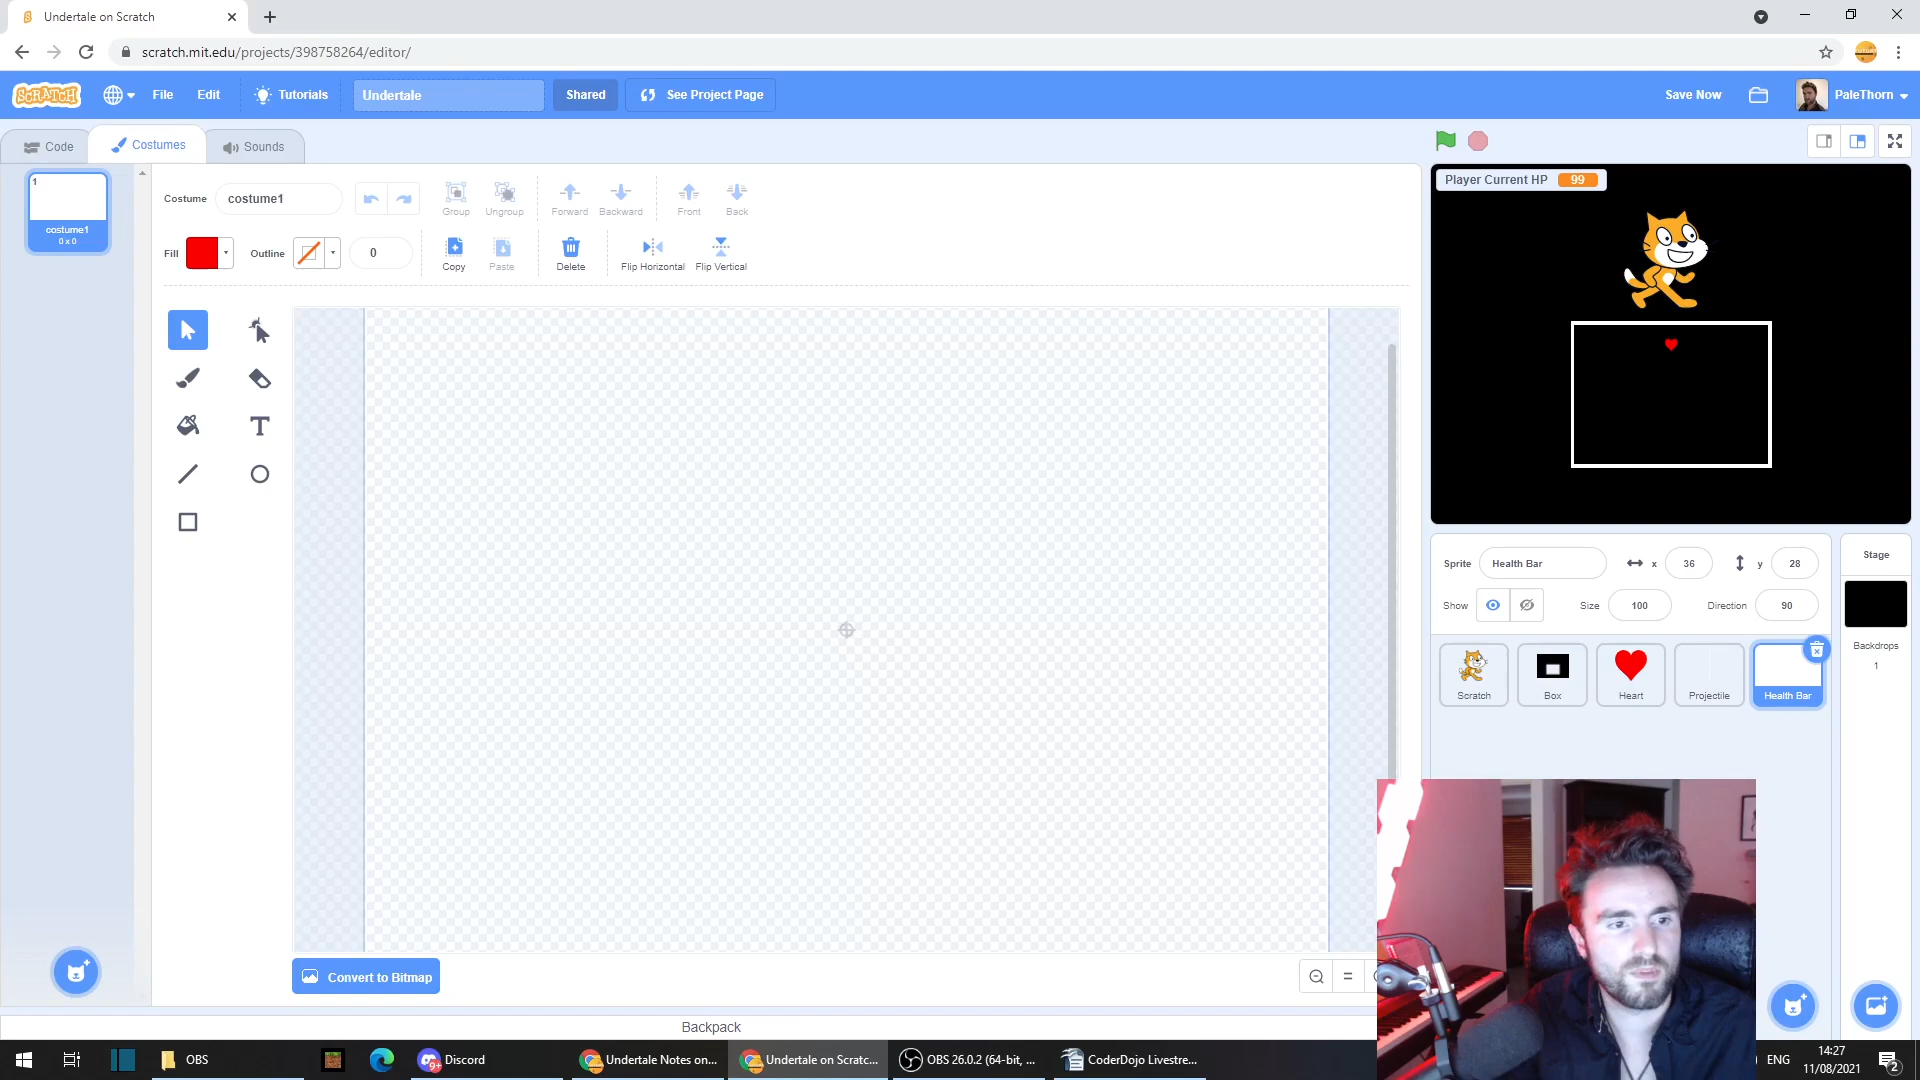 Undertale on Scratch
scratch.mit.edu/projects/398758264/editor/
SCRATCH
File
Edit
Tutorials
Undertale
Shared
See Project Page
Save Now
PaleThorn
Code
Costumes
Sounds
1
costume1
0 x 0
Costume
costume1
Group
Ungroup
Forward
Backward
Front
Back
Fill
Outline
0
Copy
Paste
Delete
Flip Horizontal
Flip Vertical
T
Convert to Bitmap
Player Current HP 99
Sprite
Health Bar
x
36
y
28
Show
Size
100
Direction
90
Scratch
Box
Heart
Projectile
Health Bar
Stage
Backdrops
1
Backpack
OBS
9+
Discord
Undertale Notes on...
Undertale on Scratc...
OBS 26.0.2 (64-bit, ...
CoderDojo Livestre...
ENG
14:27
11/08/2021
2